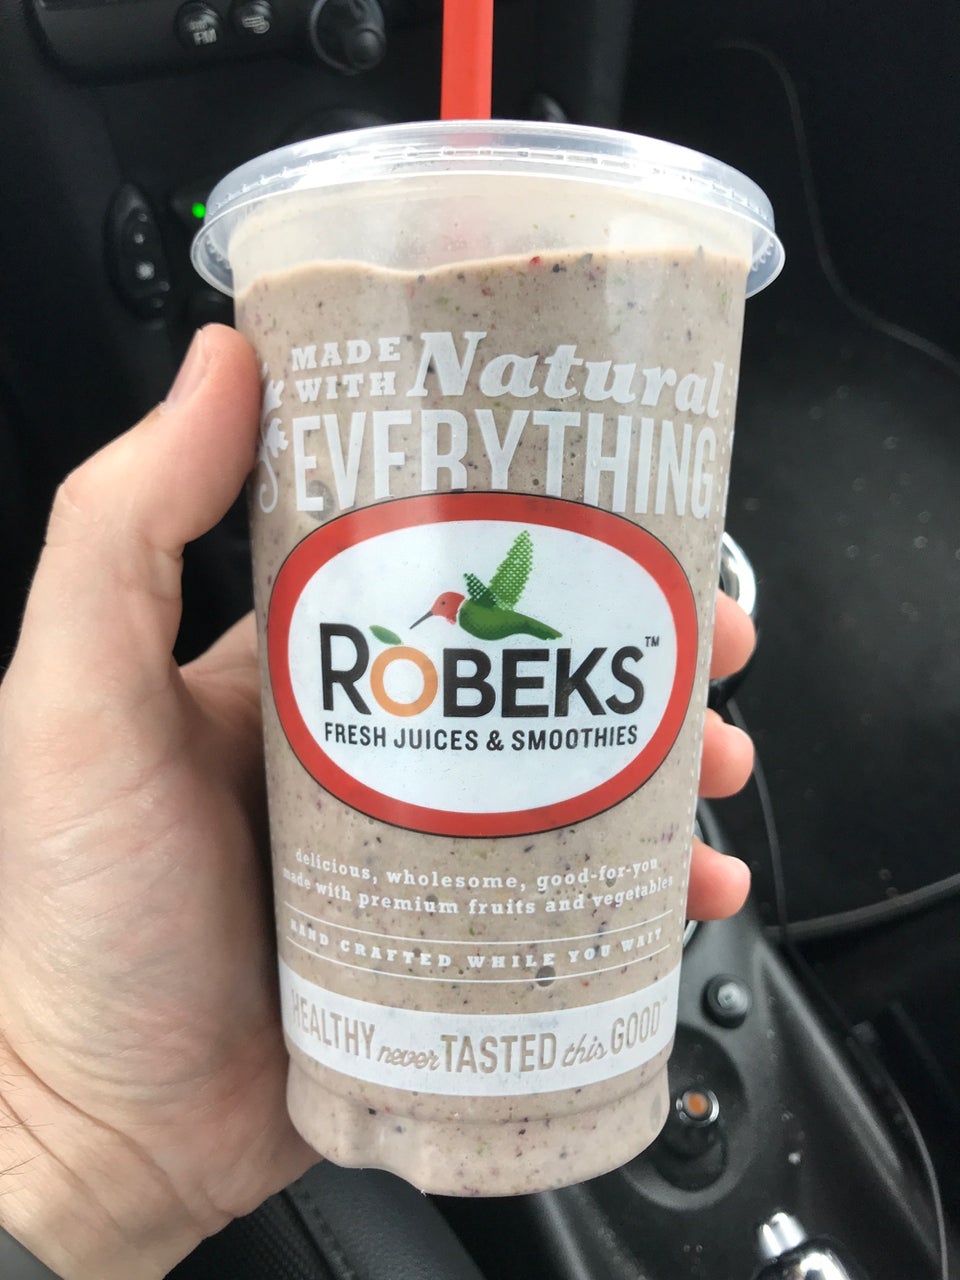 FM
MADE
WITH Natural
EVERYTHING
ROBEKS™
FRESH JUICES & SMOOTHIES
delicious, wholesome, good-for-you
made with premium fruits and vegetables
HAND CRAFTED WHILE YOU WAIT
HEALTHY never TASTED this GOOD